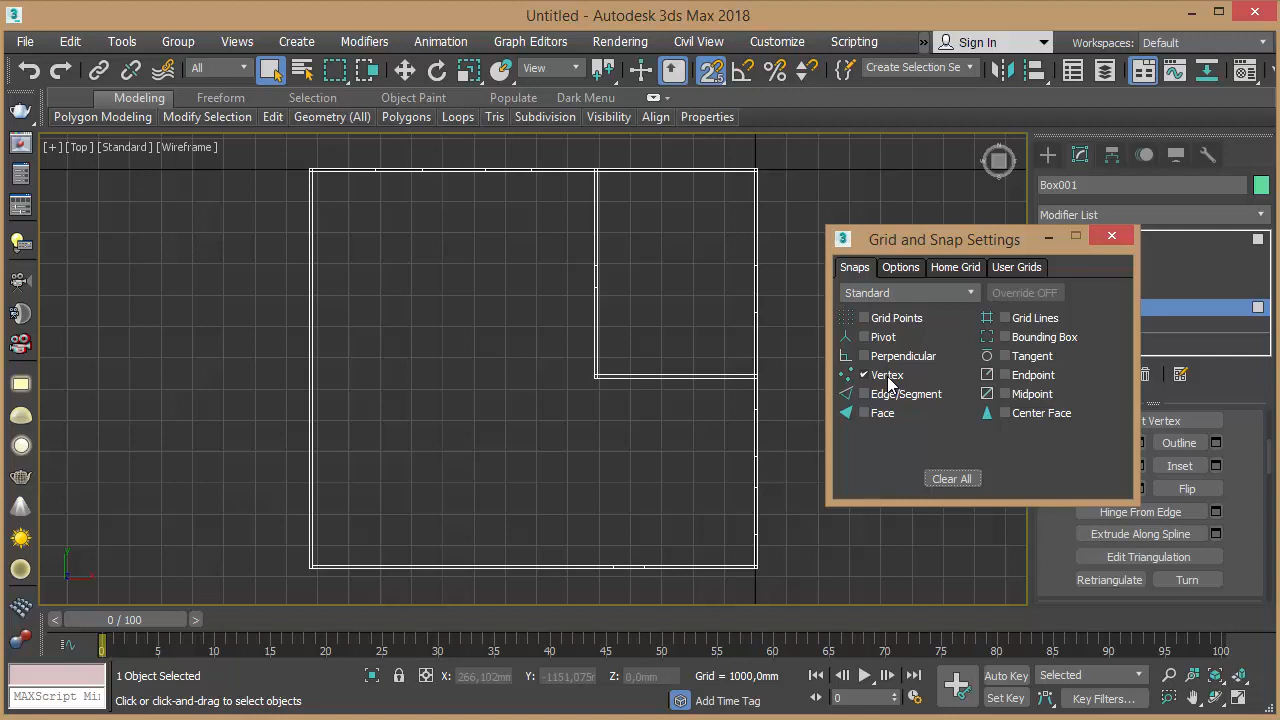 Untitled - Autodesk 3ds Max 2018
File Edit Tools Group Views Create Modifiers Animation Graph Editors Rendering Civil View Customize Scripting » Sign In Workspaces: Default
All View Create Selection Se
Modeling Freeform Selection Object Paint Populate Dark Menu
Polygon Modeling Modify Selection Edit Geometry (All) Polygons Loops Tris Subdivision Visibility Align Properties
[+] [Top] [Standard] [Wireframe]
Box001
Modifier List
Grid and Snap Settings
Snaps Options Home Grid User Grids
Standard Override OFF
Grid Points Grid Lines
Pivot Bounding Box
Perpendicular Tangent
Vertex Endpoint
Edge/Segment Midpoint
Face Center Face
Clear All
t Vertex
Outline
Inset
Flip
Hinge From Edge
Extrude Along Spline
Edit Triangulation
Retriangulate Turn
< 0 / 100 >
0 5 10 15 20 25 30 35 40 45 50 55 60 65 70 75 80 85 90 95 100
1 Object Selected X: 266,102mm Y: -1151,075m Z: 0,0mm Grid = 1000,0mm Auto Key Selected
MAXScript Mi Click or click-and-drag to select objects Add Time Tag 0 Set Key Key Filters...